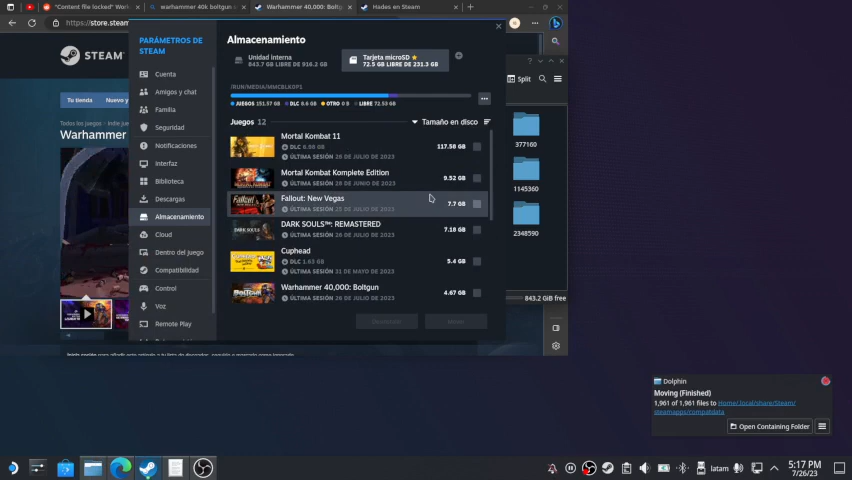 "Content file locked" Wor
warhammer 40k boltgun
Warhammer 40,000: Boltg
Hades en Steam
https://store.steam
STEAM
Tu tienda
Nuevo y
Todos los juegos
Warhamme
PARÁMETROS DE
STEAM
Cuenta
Amigos y chat
Familia
Seguridad
Notificaciones
Interfaz
Biblioteca
Descargas
Almacenamiento
Cloud
Dentro del juego
Compatibilidad
Control
Voz
Remote Play
Almacenamiento
Unidad interna
843.7 GB LIBRE DE 916.2 GB
Tarjeta microSD
72.5 GB LIBRE DE 231.3 GB
/RUN/MEDIA/MMCBLK0P1
JUEGOS 151.57 GB DLC 8.6 GB OTRO 0 B LIBRE 72.53 GB
Juegos 12
Tamaño en disco
Mortal Kombat 11
DLC 6.58 GB
ÚLTIMA SESIÓN 26 DE JULIO DE 2023
117.58 GB
Mortal Kombat Komplete Edition
ÚLTIMA SESIÓN 28 DE JUNIO DE 2023
9.52 GB
Fallout: New Vegas
ÚLTIMA SESIÓN 25 DE JULIO DE 2023
7.7 GB
DARK SOULS™: REMASTERED
ÚLTIMA SESIÓN 26 DE JULIO DE 2023
7.18 GB
Cuphead
DLC 1.63 GB
ÚLTIMA SESIÓN 31 DE MAYO DE 2023
5.4 GB
Warhammer 40,000: Boltgun
ÚLTIMA SESIÓN 26 DE JULIO DE 2023
4.67 GB
Split
377160
1145360
2348590
843.2 GiB free
Dolphin
Moving (Finished)
1,961 of 1,961 files to Home/.local/share/Steam/
steamapps/compatdata
Open Containing Folder
latam
5:17 PM
7/26/23